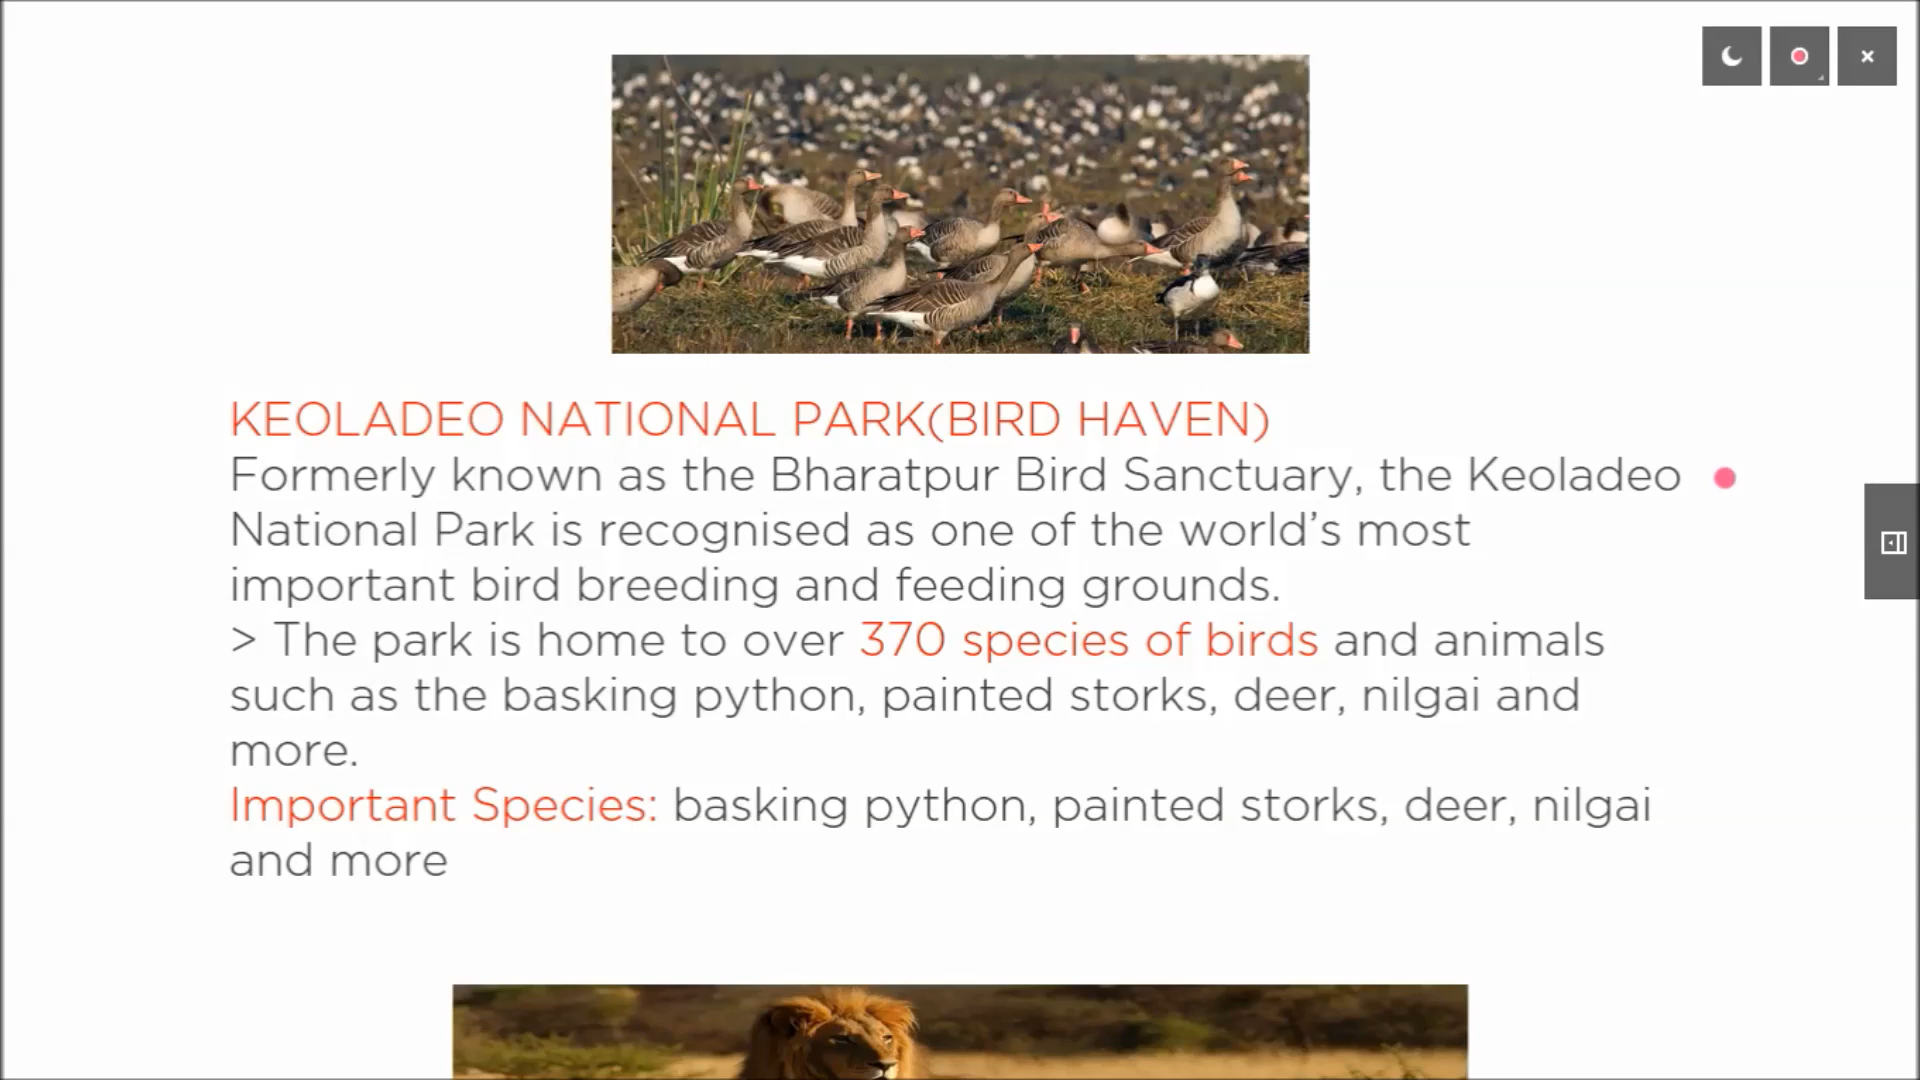 KEOLADEO NATIONAL PARK(BIRD HAVEN)
Formerly known as the Bharatpur Bird Sanctuary, the Keoladeo
National Park is recognised as one of the world’s most
important bird breeding and feeding grounds.
> The park is home to over 370 species of birds and animals
such as the basking python, painted storks, deer, nilgai and
more.
Important Species: basking python, painted storks, deer, nilgai
and more